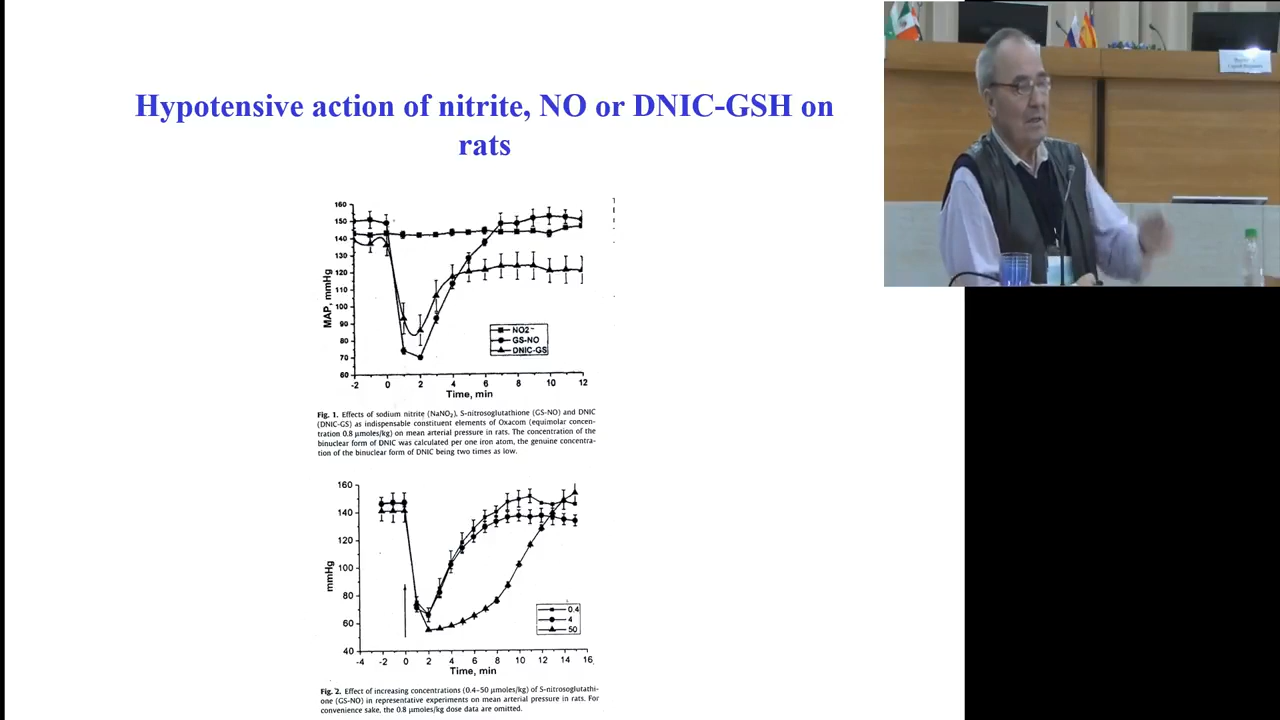 Hypotensive action of nitrite, NO or DNIC-GSH on
rats
160
150
140
130
120
110
100
90
80
70
60
MAP, mmHg
NO2⁻
GS-NO
DNIC-GS
-2 0 2 4 6 8 10 12
Time, min
Fig. 1. Effects of sodium nitrite (NaNO₂), S-nitrosoglutathione (GS-NO) and DNIC
(DNIC-GS) as indispensable constituent elements of Oxacom (equimolar concen-
tration 0.8 μmoles/kg) on mean arterial pressure in rats. The concentration of the
binuclear form of DNIC was calculated per one iron atom, the genuine concentra-
tion of the binuclear form of DNIC being two times as low.
160
140
120
100
80
60
40
mmHg
0.4
4
50
-4 -2 0 2 4 6 8 10 12 14 16
Time, min
Fig. 2. Effect of increasing concentrations (0.4–50 μmoles/kg) of S-nitrosoglutathi-
one (GS-NO) in representative experiments on mean arterial pressure in rats. For
convenience sake, the 0.8 μmoles/kg dose data are omitted.